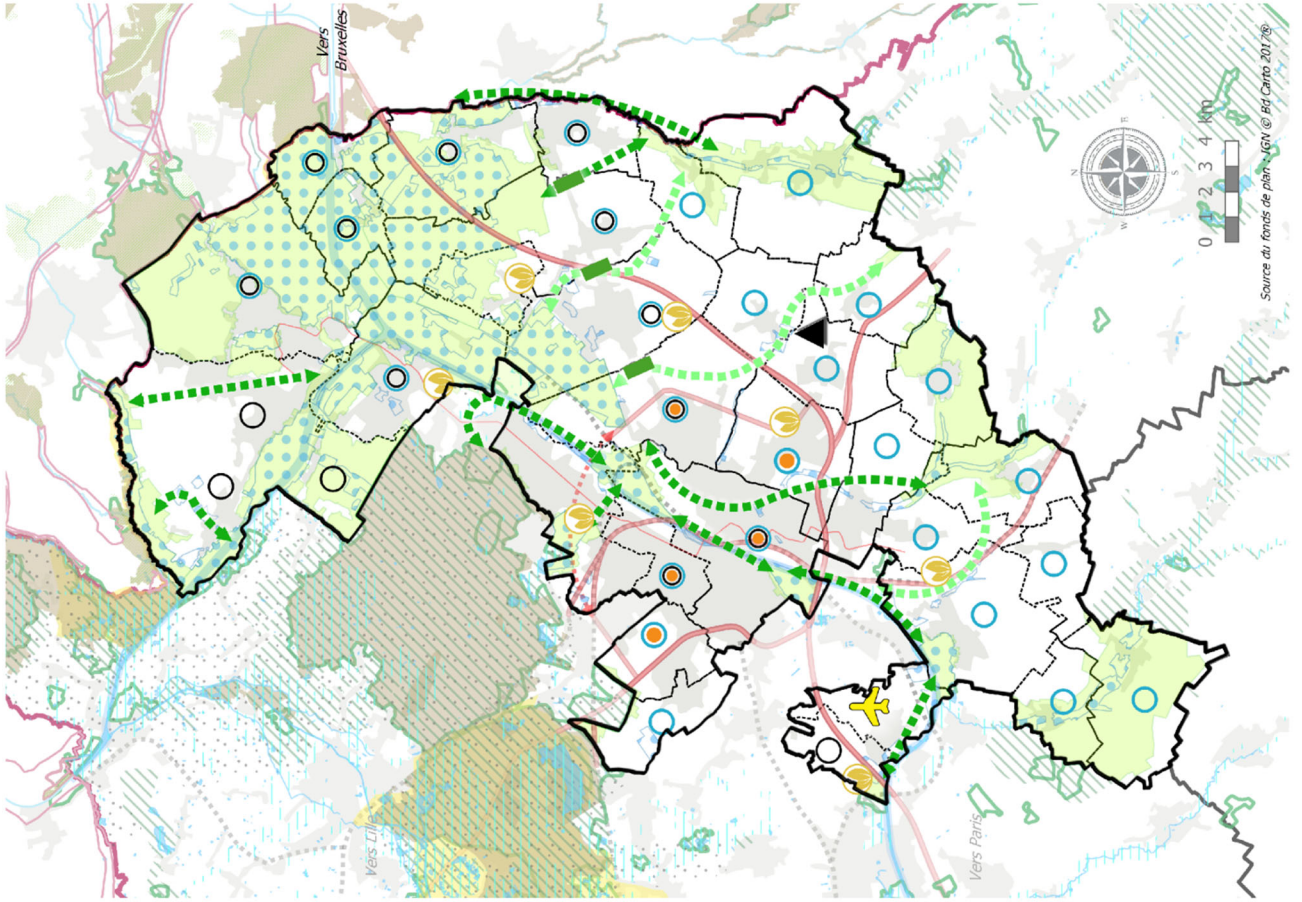 Vers
Bruxelles
Vers Lille
Vers Paris
N
W
E
S
0 1 2 3 4 km
Source du fonds de plan : IGN © Bd Carto 2017®